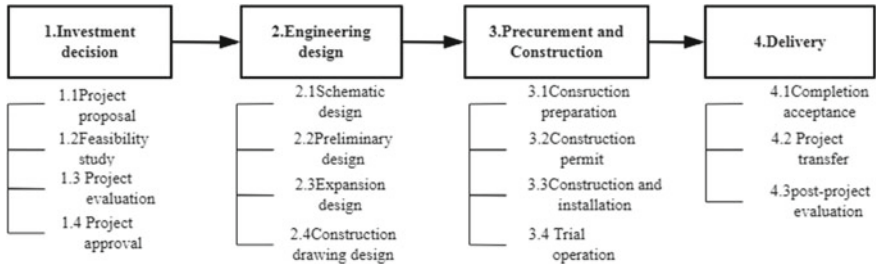 1.Investment
decision
2.Engineering
design
3.Procurement and
Construction
4.Delivery
1.1Project
proposal
1.2Feasibility
study
1.3 Project
evaluation
1.4 Project
approval
2.1Schematic
design
2.2Preliminary
design
2.3Expansion
design
2.4Construction
drawing design
3.1Consruction
preparation
3.2Construction
permit
3.3Construction and
installation
3.4 Trial
operation
4.1Completion
acceptance
4.2 Project
transfer
4.3post-project
evaluation